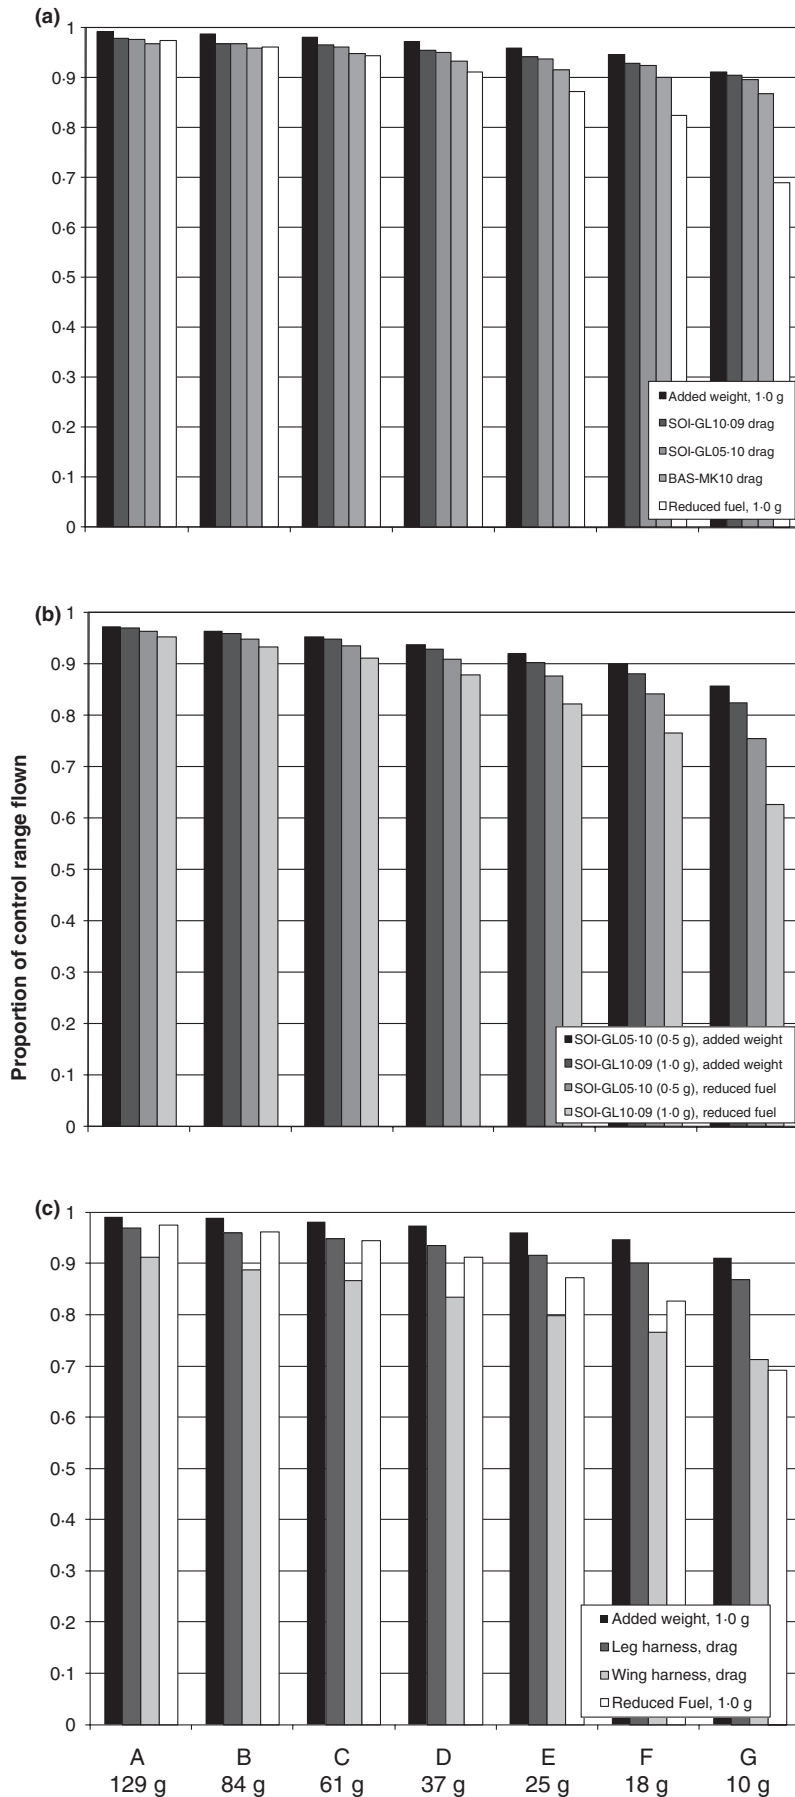 (a)
1
0·9
0·8
0·7
0·6
0·5
0·4
0·3
0·2
0·1
0
Added weight, 1·0 g
SOI-GL10·09 drag
SOI-GL05·10 drag
BAS-MK10 drag
Reduced fuel, 1·0 g
Proportion of control range flown
(b)
1
0·9
0·8
0·7
0·6
0·5
0·4
0·3
0·2
0·1
0
SOI-GL05·10 (0·5 g), added weight
SOI-GL10·09 (1·0 g), added weight
SOI-GL05·10 (0·5 g), reduced fuel
SOI-GL10·09 (1·0 g), reduced fuel
(c)
1
0·9
0·8
0·7
0·6
0·5
0·4
0·3
0·2
0·1
0
Added weight, 1·0 g
Leg harness, drag
Wing harness, drag
Reduced Fuel, 1·0 g
A B C D E F G
129 g 84 g 61 g 37 g 25 g 18 g 10 g